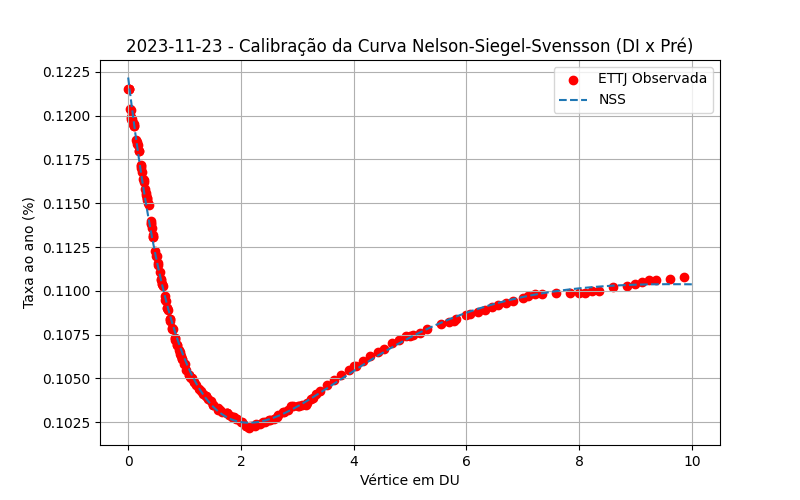 2023-11-23 - Calibração da Curva Nelson-Siegel-Svensson (DI x Pré)
ETTJ Observada
NSS
Taxa ao ano (%)
0.1225
0.1200
0.1175
0.1150
0.1125
0.1100
0.1075
0.1050
0.1025
0 2 4 6 8 10
Vértice em DU